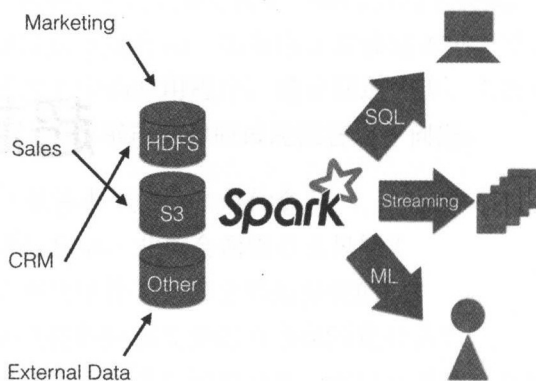 Marketing
Sales
CRM
External Data
HDFS
S3
Other
Spark
SQL
Streaming
ML